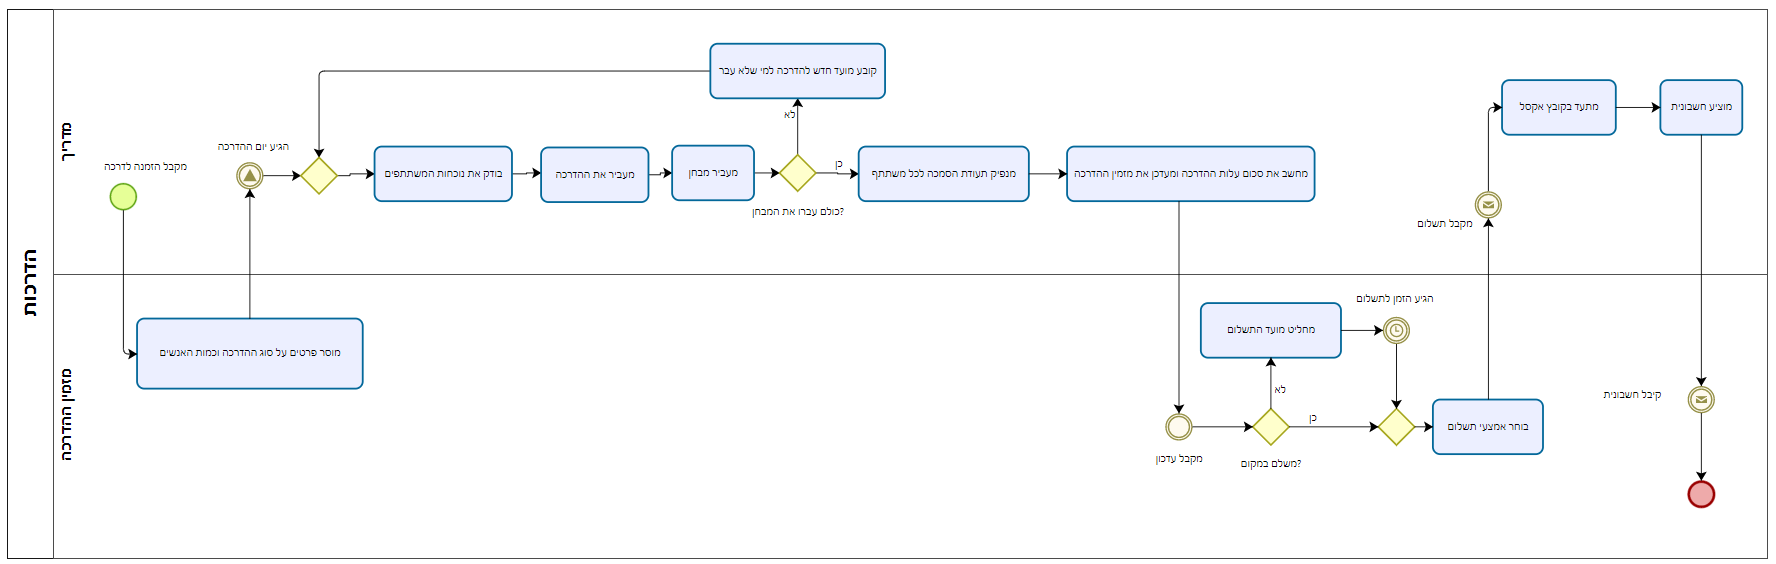 הדרכות
מדריך
מזמין ההדרכה
מקבל הזמנה לדרכה
מוסר פרטים על סוג ההדרכה וכמות האנשים
הגיע יום ההדרכה
בודק את נוכחות המשתתפים
מעביר את ההדרכה
מעביר מבחן
כולם עברו את המבחן?
לא
קובע מועד חדש להדרכה למי שלא עבר
כן
מנפיק תעודת הסמכה לכל משתתף
מחשב את סכום עלות ההדרכה ומעדכן את מזמין ההדרכה
מקבל עדכון
משלם במקום?
לא
מחליט מועד התשלום
הגיע הזמן לתשלום
כן
בוחר אמצעי תשלום
מקבל תשלום
מתעד בקובץ אקסל
מוציע חשבונית
קיבל חשבונית